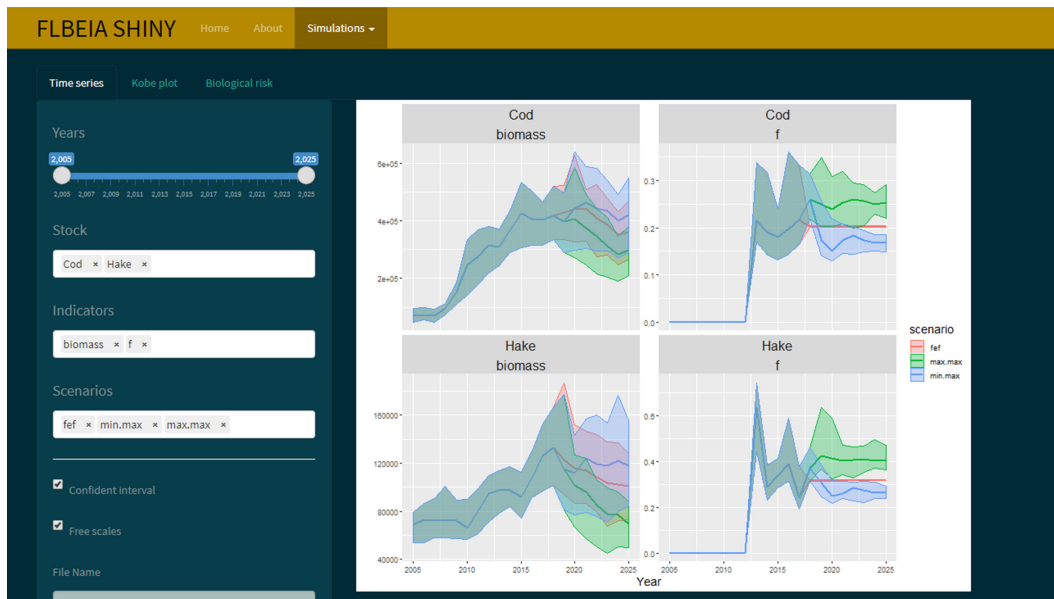 FLBEIA SHINY Home About Simulations
Time series Kobe plot Biological risk
Years
2,005 2,025
2,005 2,007 2,009 2,011 2,013 2,015 2,017 2,019 2,021 2,023 2,025
Stock
Cod × Hake ×
Indicators
biomass × f ×
Scenarios
fef × min.max × max.max ×
Confident interval
Free scales
File Name
Cod
biomass
6e+05
4e+05
2e+05
Cod
f
0.3
0.2
0.1
0.0
Hake
biomass
160000
120000
80000
40000
2005 2010 2015 2020 2025
Hake
f
0.6
0.4
0.2
0.0
2005 2010 2015 2020 2025
Year
scenario
fef
max.max
min.max